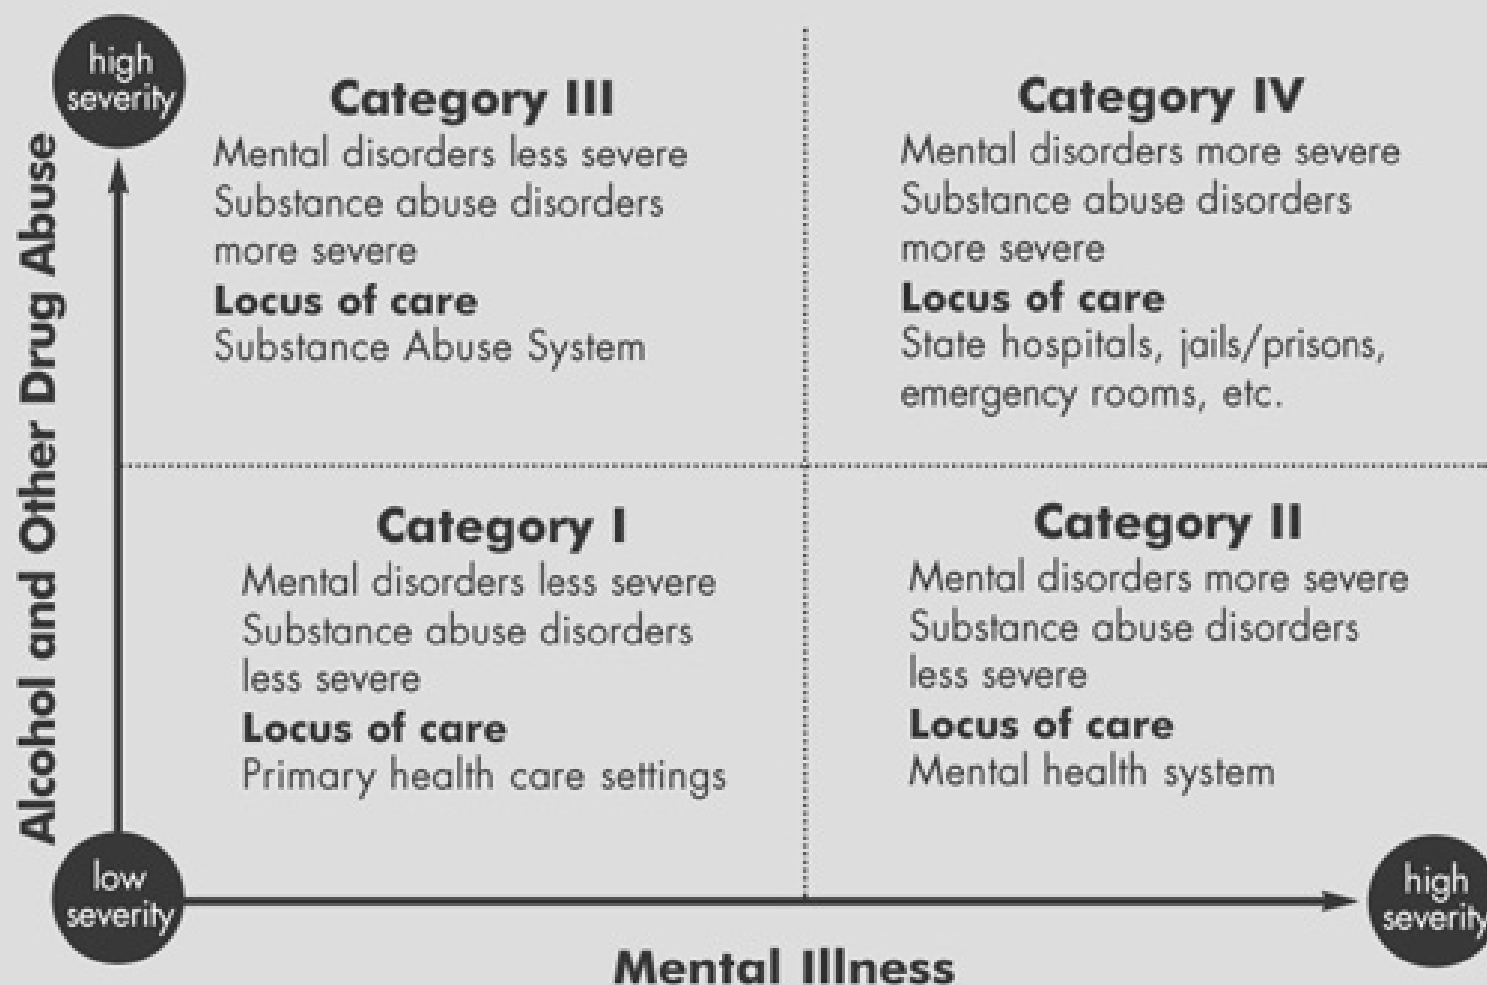 high
severity
Alcohol and Other Drug Abuse
Category III
Mental disorders less severe
Substance abuse disorders
more severe
Locus of care
Substance Abuse System
Category IV
Mental disorders more severe
Substance abuse disorders
more severe
Locus of care
State hospitals, jails/prisons,
emergency rooms, etc.
Category I
Mental disorders less severe
Substance abuse disorders
less severe
Locus of care
Primary health care settings
Category II
Mental disorders more severe
Substance abuse disorders
less severe
Locus of care
Mental health system
low
severity
high
severity
Mental Illness